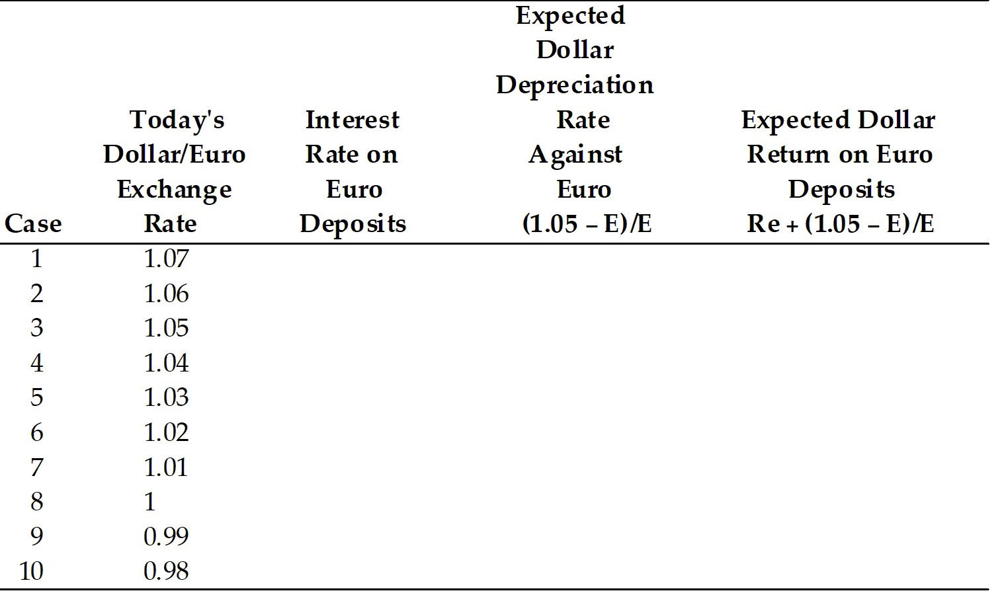 Expected
Dollar
Depreciation
Today's Interest Rate Expected Dollar
Dollar/Euro Rate on Against Return on Euro
Exchange Euro Euro Deposits
Case Rate Deposits (1.05 – E)/E Re + (1.05 – E)/E
1 1.07
2 1.06
3 1.05
4 1.04
5 1.03
6 1.02
7 1.01
8 1
9 0.99
10 0.98